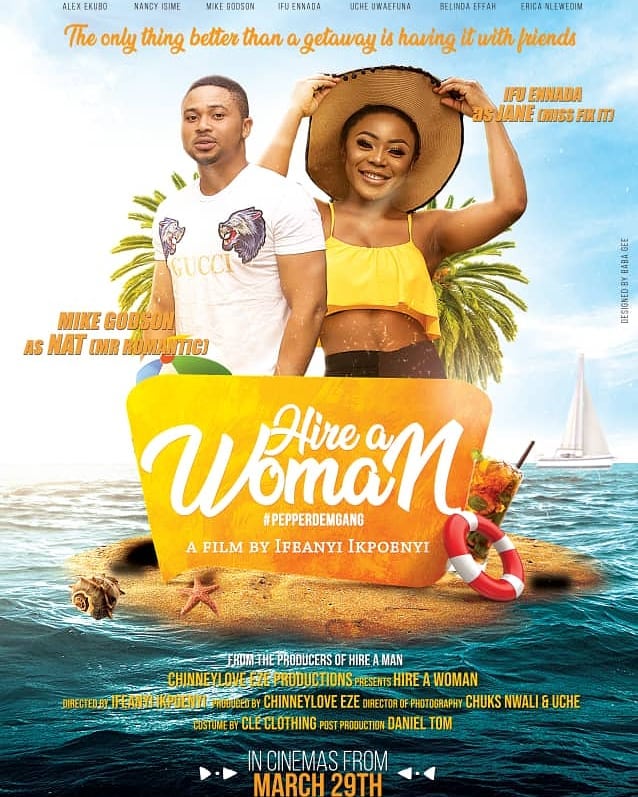 ALEX EKUBO NANCY ISIME MIKE GODSON IFU ENNADA UCHE UWAEFUNA BELINDA EFFAH ERICA NLEWEDIM
The only thing better than a getaway is having it with friends
IFU ENNADA
as JANE (MISS FIX IT)
GUCCI
DESIGNED BY BABA GEE
MIKE GODSON
AS NAT (MR ROMANTIC)
Hire a
WomaN
#PEPPERDEMGANG
A FILM BY IFEANYI IKPOENYI
FROM THE PRODUCERS OF HIRE A MAN
CHINNEYLOVE EZE PRODUCTIONS PRESENTS HIRE A WOMAN
DIRECTED BY IFEANYI IKPOENYI PRODUCED BY CHINNEYLOVE EZE DIRECTOR OF PHOTOGRAPHY CHUKS NWALI & UCHE
COSTUME BY CLE CLOTHING POST PRODUCTION DANIEL TOM
IN CINEMAS FROM
MARCH 29TH